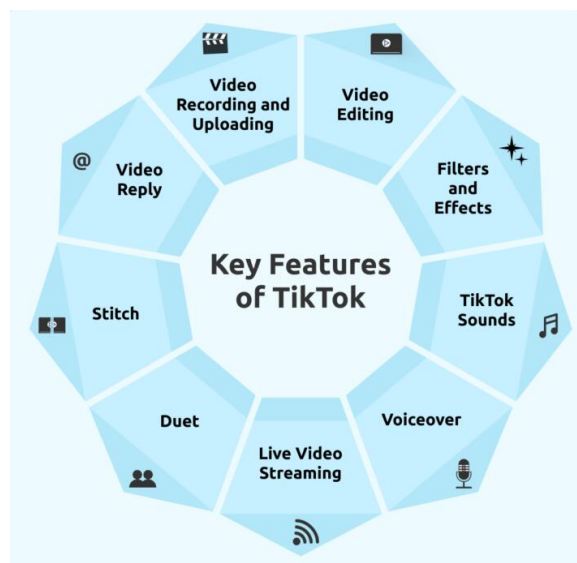 Key Features
of TikTok
Video
Recording and
Uploading
Video
Editing
Filters
and
Effects
TikTok
Sounds
Voiceover
Live Video
Streaming
Duet
Stitch
@
Video
Reply